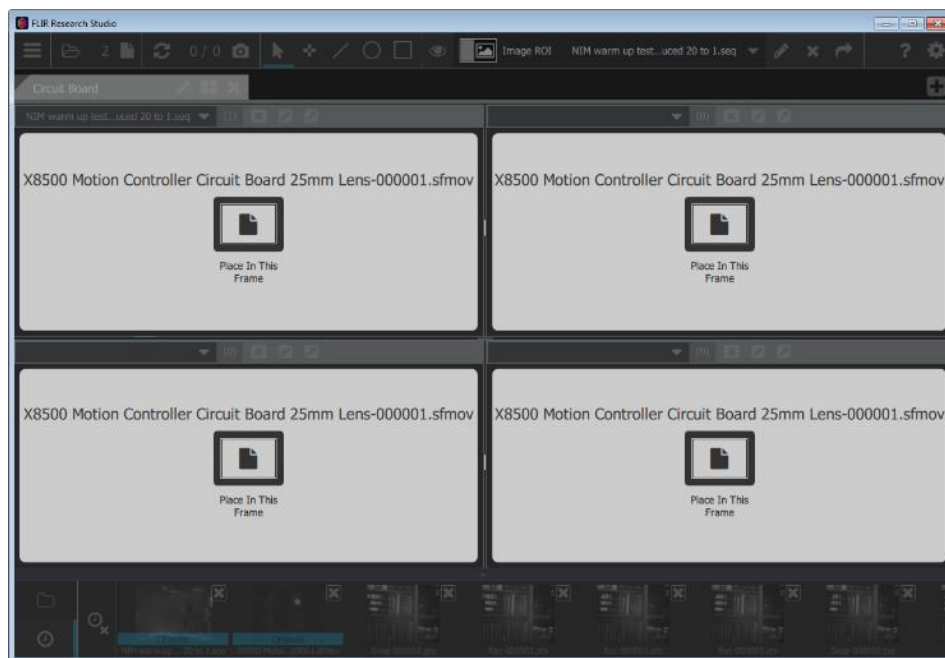 FLIR Research Studio
2
0 / 0
Image ROI
NIM warm up test...uced 20 to 1.seq
?
Circuit Board
NIM warm up test...uced 20 to 1.seq
(1)
(0)
X8500 Motion Controller Circuit Board 25mm Lens-000001.sfmov
Place In This
Frame
X8500 Motion Controller Circuit Board 25mm Lens-000001.sfmov
Place In This
Frame
(0)
(0)
X8500 Motion Controller Circuit Board 25mm Lens-000001.sfmov
Place In This
Frame
X8500 Motion Controller Circuit Board 25mm Lens-000001.sfmov
Place In This
Frame